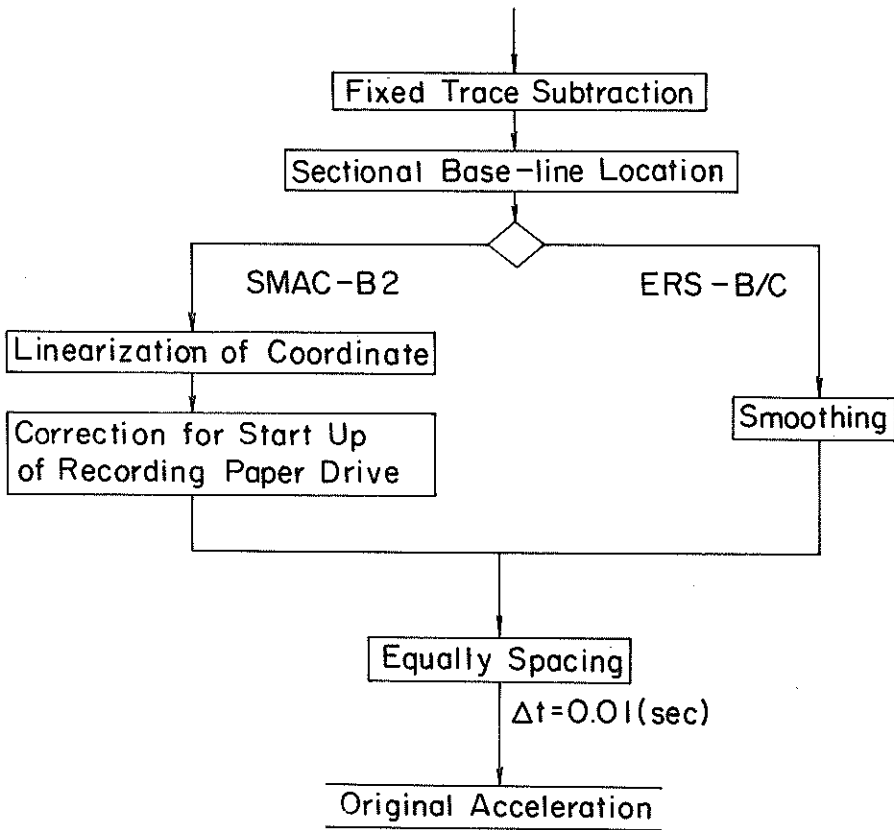 Fixed Trace Subtraction
Sectional Base-line Location
SMAC-B2
ERS-B/C
Linearization of Coordinate
Correction for Start Up
of Recording Paper Drive
Smoothing
Equally Spacing
Δt=0.01(sec)
Original Acceleration